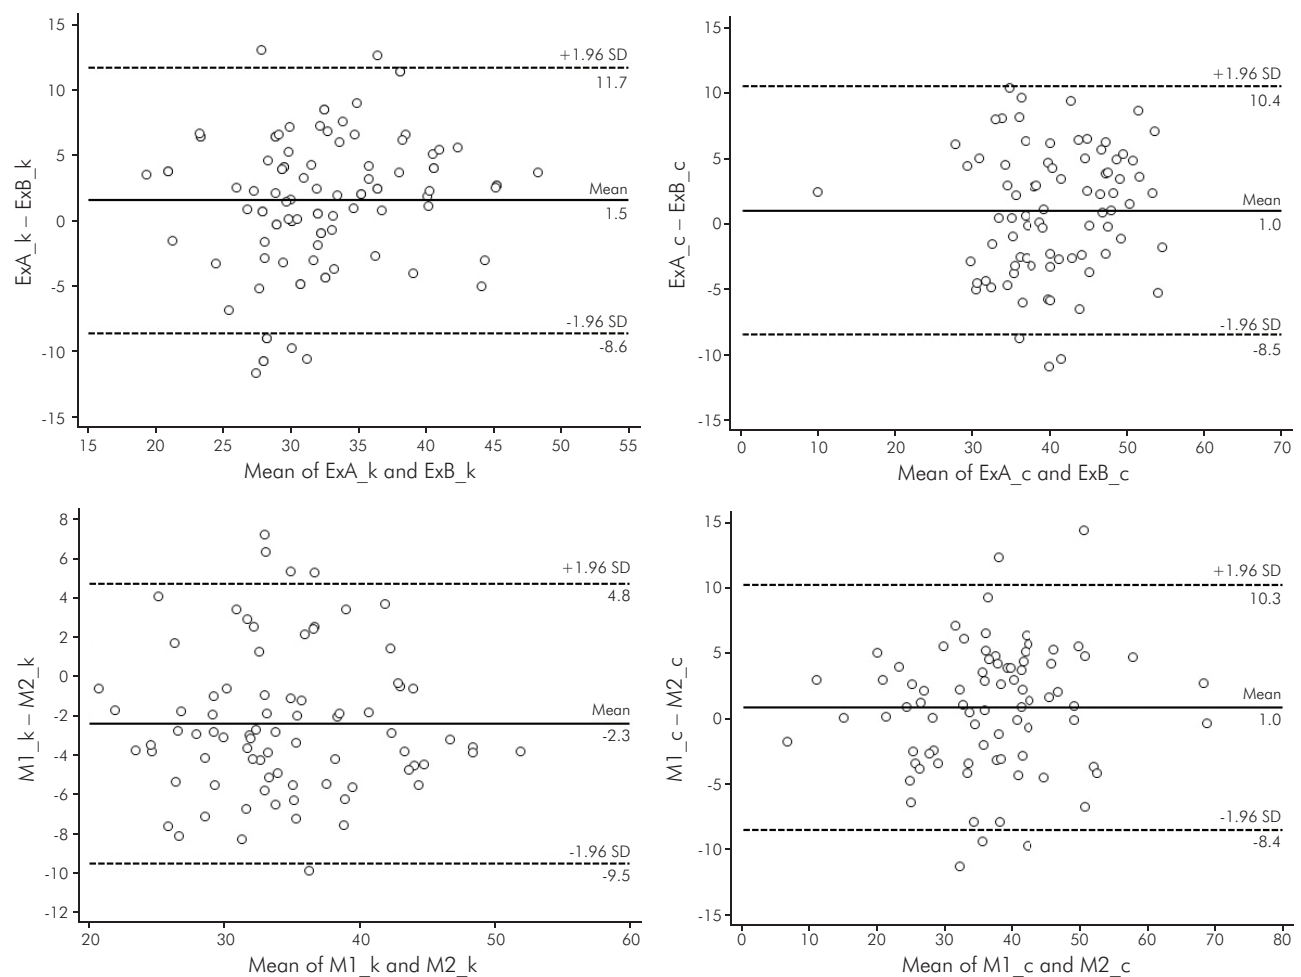 15
10
5
0
-5
-10
-15
ExA_k – ExB_k
+1.96 SD
11.7
Mean
1.5
-1.96 SD
-8.6
15 20 25 30 35 40 45 50 55
Mean of ExA_k and ExB_k
15
10
5
0
-5
-10
-15
ExA_c – ExB_c
+1.96 SD
10.4
Mean
1.0
-1.96 SD
-8.5
0 10 20 30 40 50 60 70
Mean of ExA_c and ExB_c
8
6
4
2
0
-2
-4
-6
-8
-10
-12
M1_k – M2_k
+1.96 SD
4.8
Mean
-2.3
-1.96 SD
-9.5
20 30 40 50 60
Mean of M1_k and M2_k
15
10
5
0
-5
-10
-15
M1_c – M2_c
+1.96 SD
10.3
Mean
1.0
-1.96 SD
-8.4
0 10 20 30 40 50 60 70 80
Mean of M1_c and M2_c